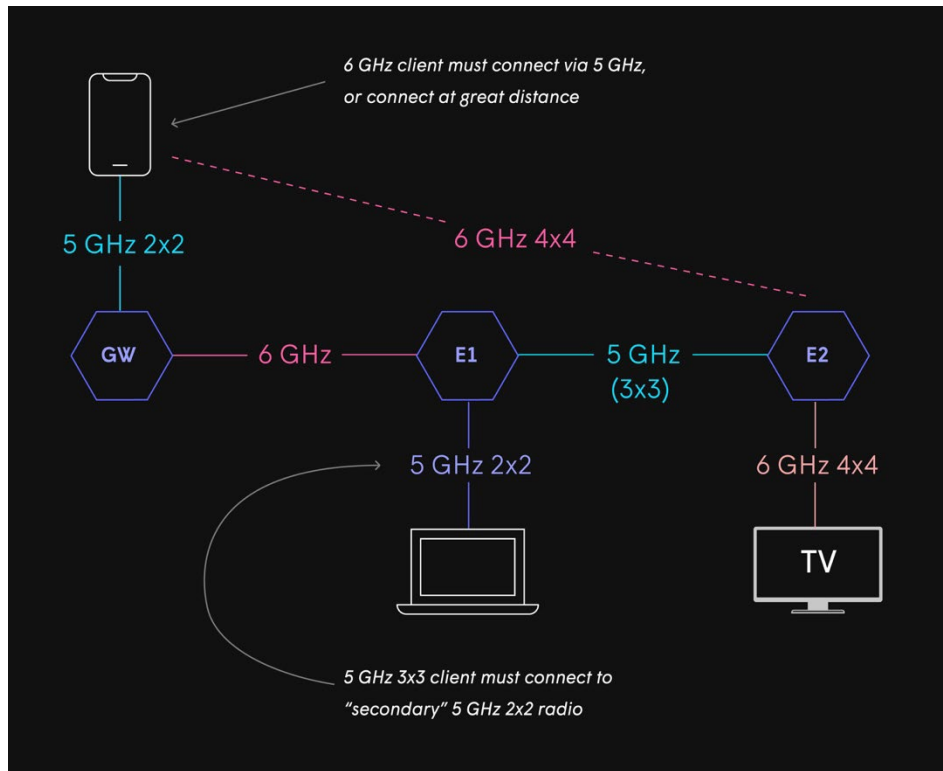 6 GHz client must connect via 5 GHz,
or connect at great distance
5 GHz 2x2
6 GHz 4x4
GW
6 GHz
E1
5 GHz
(3x3)
E2
5 GHz 2x2
6 GHz 4x4
TV
5 GHz 3x3 client must connect to
“secondary” 5 GHz 2x2 radio